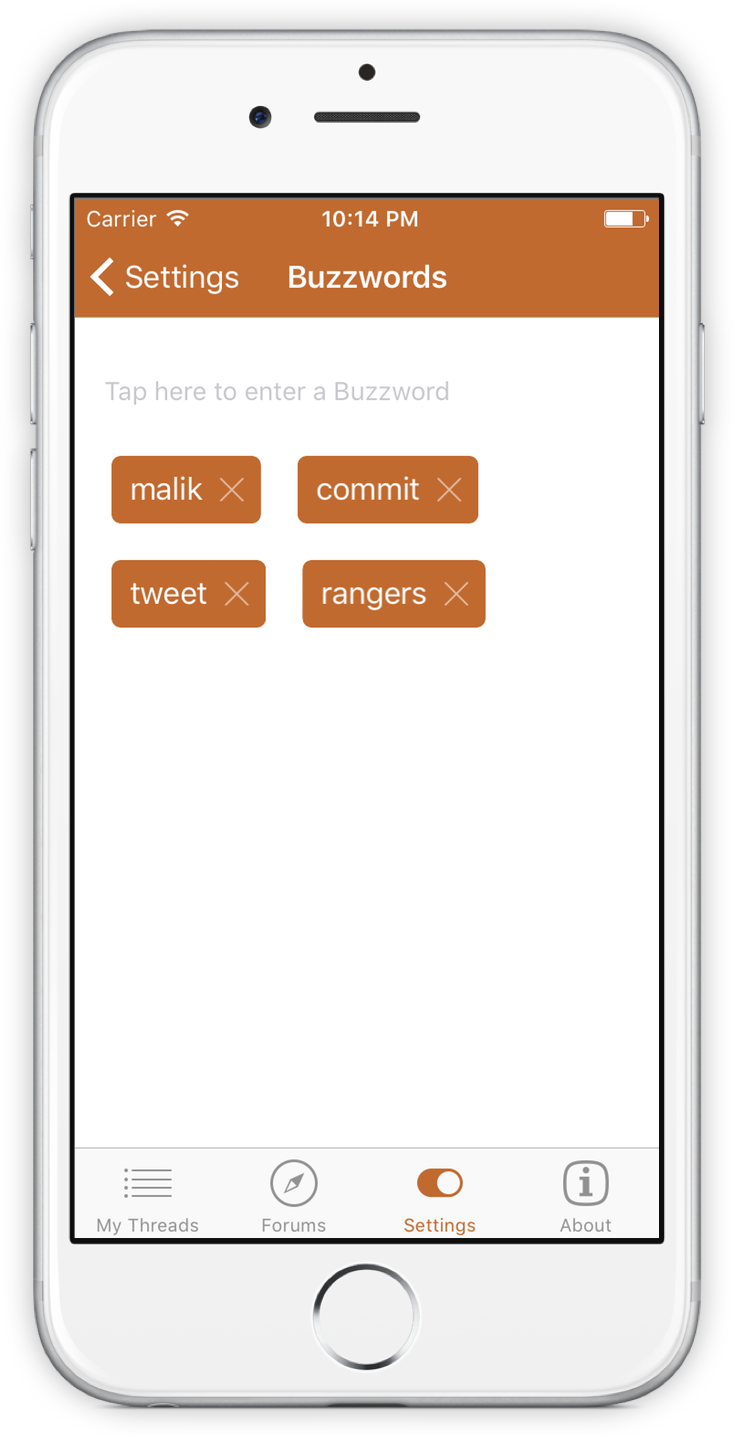 Carrier 10:14 PM
Settings Buzzwords
Tap here to enter a Buzzword
malik commit
tweet rangers
My Threads Forums Settings About